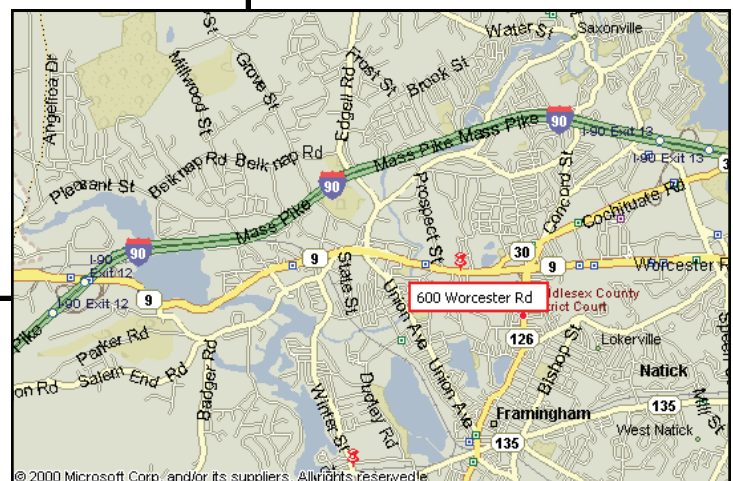 Water St
Saxonville
Angelica Dr
Millwood St
Grove St
Edgell Rd
Frost St
Brook St
90
I-90 Exit 13
Mass Pike Mass Pike
I-90 Exit 13
Belknap Rd Belknap Rd
Pleasant St
90
Prospect St
Concord St
Cochituate Rd
Mass Pike
30
90
I-90
Exit 12
9
9
Worcester R
State St
600 Worcester Rd
ddlesex County
trict Court
I-90 Exit 12
9
Union Ave
Pike
Parker Rd
126
Lokerville
Bishop St
on Rd Salem End Rd
Badger Rd
Natick
Union Ave
Dudley Rd
Winter St
Framingham
135
Mill St
West Natick
135
© 2000 Microsoft Corp. and/or its suppliers. All rights reserved.